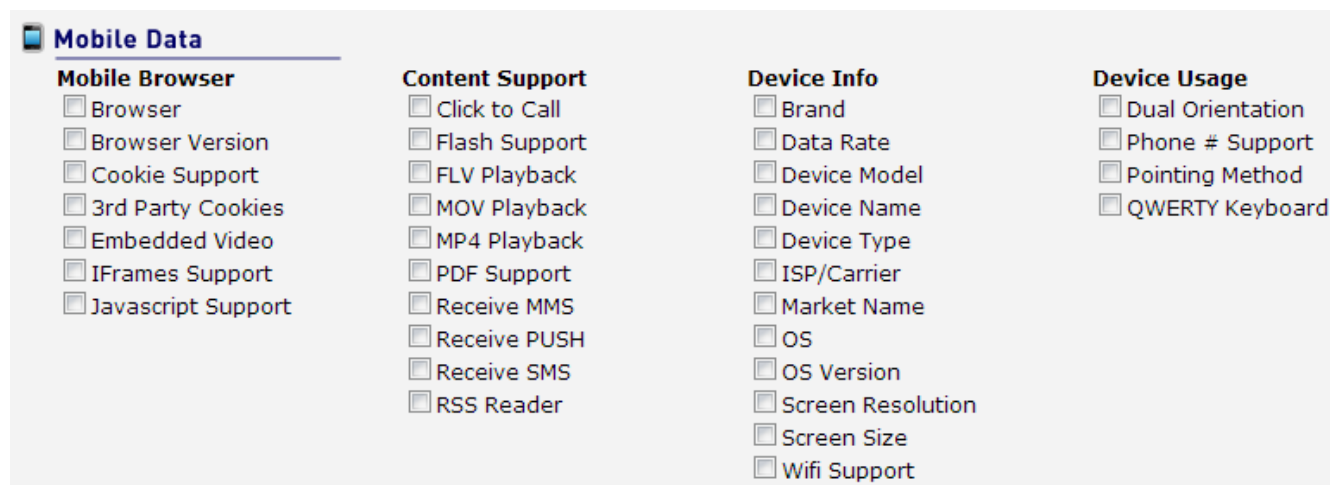 Mobile Data
Mobile Browser
Browser
Browser Version
Cookie Support
3rd Party Cookies
Embedded Video
IFrames Support
Javascript Support
Content Support
Click to Call
Flash Support
FLV Playback
MOV Playback
MP4 Playback
PDF Support
Receive MMS
Receive PUSH
Receive SMS
RSS Reader
Device Info
Brand
Data Rate
Device Model
Device Name
Device Type
ISP/Carrier
Market Name
OS
OS Version
Screen Resolution
Screen Size
Wifi Support
Device Usage
Dual Orientation
Phone # Support
Pointing Method
QWERTY Keyboard